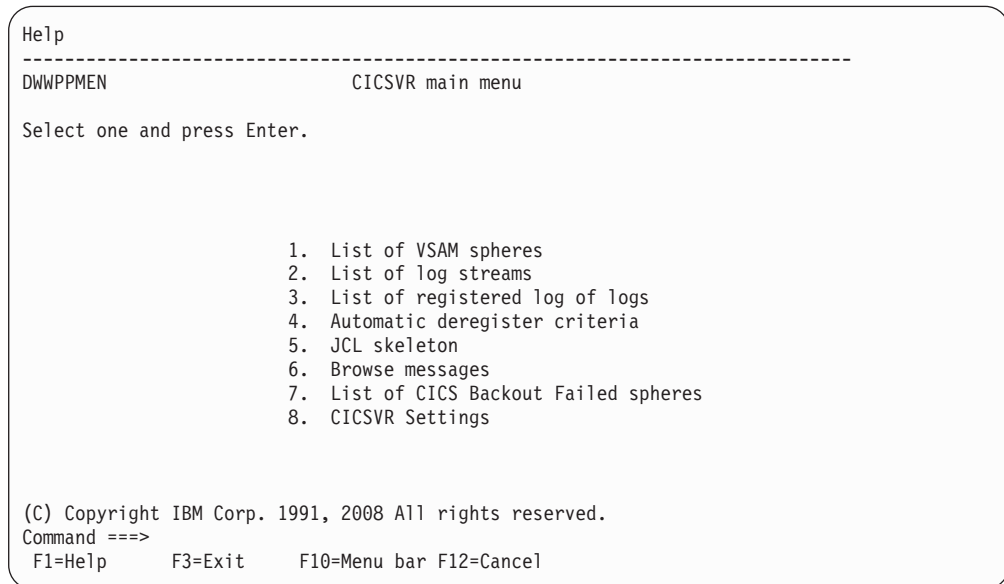 Help
--------------------------------------------------------------------------------
DWWPPMEN CICSVR main menu
Select one and press Enter.
1. List of VSAM spheres
2. List of log streams
3. List of registered log of logs
4. Automatic deregister criteria
5. JCL skeleton
6. Browse messages
7. List of CICS Backout Failed spheres
8. CICSVR Settings
(C) Copyright IBM Corp. 1991, 2008 All rights reserved.
Command ===>
F1=Help F3=Exit F10=Menu bar F12=Cancel